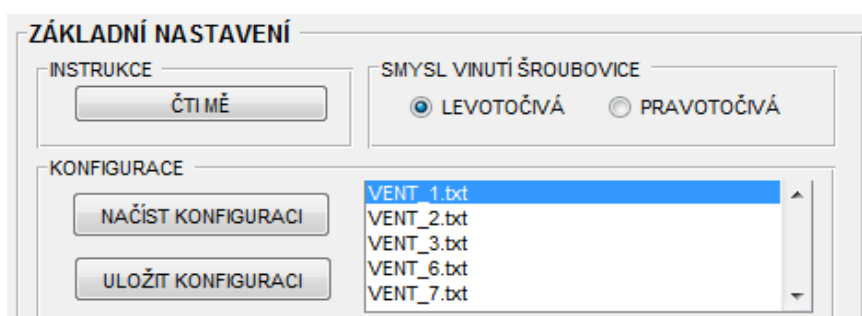 ZÁKLADNÍ NASTAVENÍ
INSTRUKCE
ČTI MĚ
SMYSL VINUTÍ ŠROUBOVICE
LEVOTOČIVÁ PRAVOTOČIVÁ
KONFIGURACE
NAČÍST KONFIGURACI
ULOŽIT KONFIGURACI
VENT_1.txt
VENT_2.txt
VENT_3.txt
VENT_6.txt
VENT_7.txt